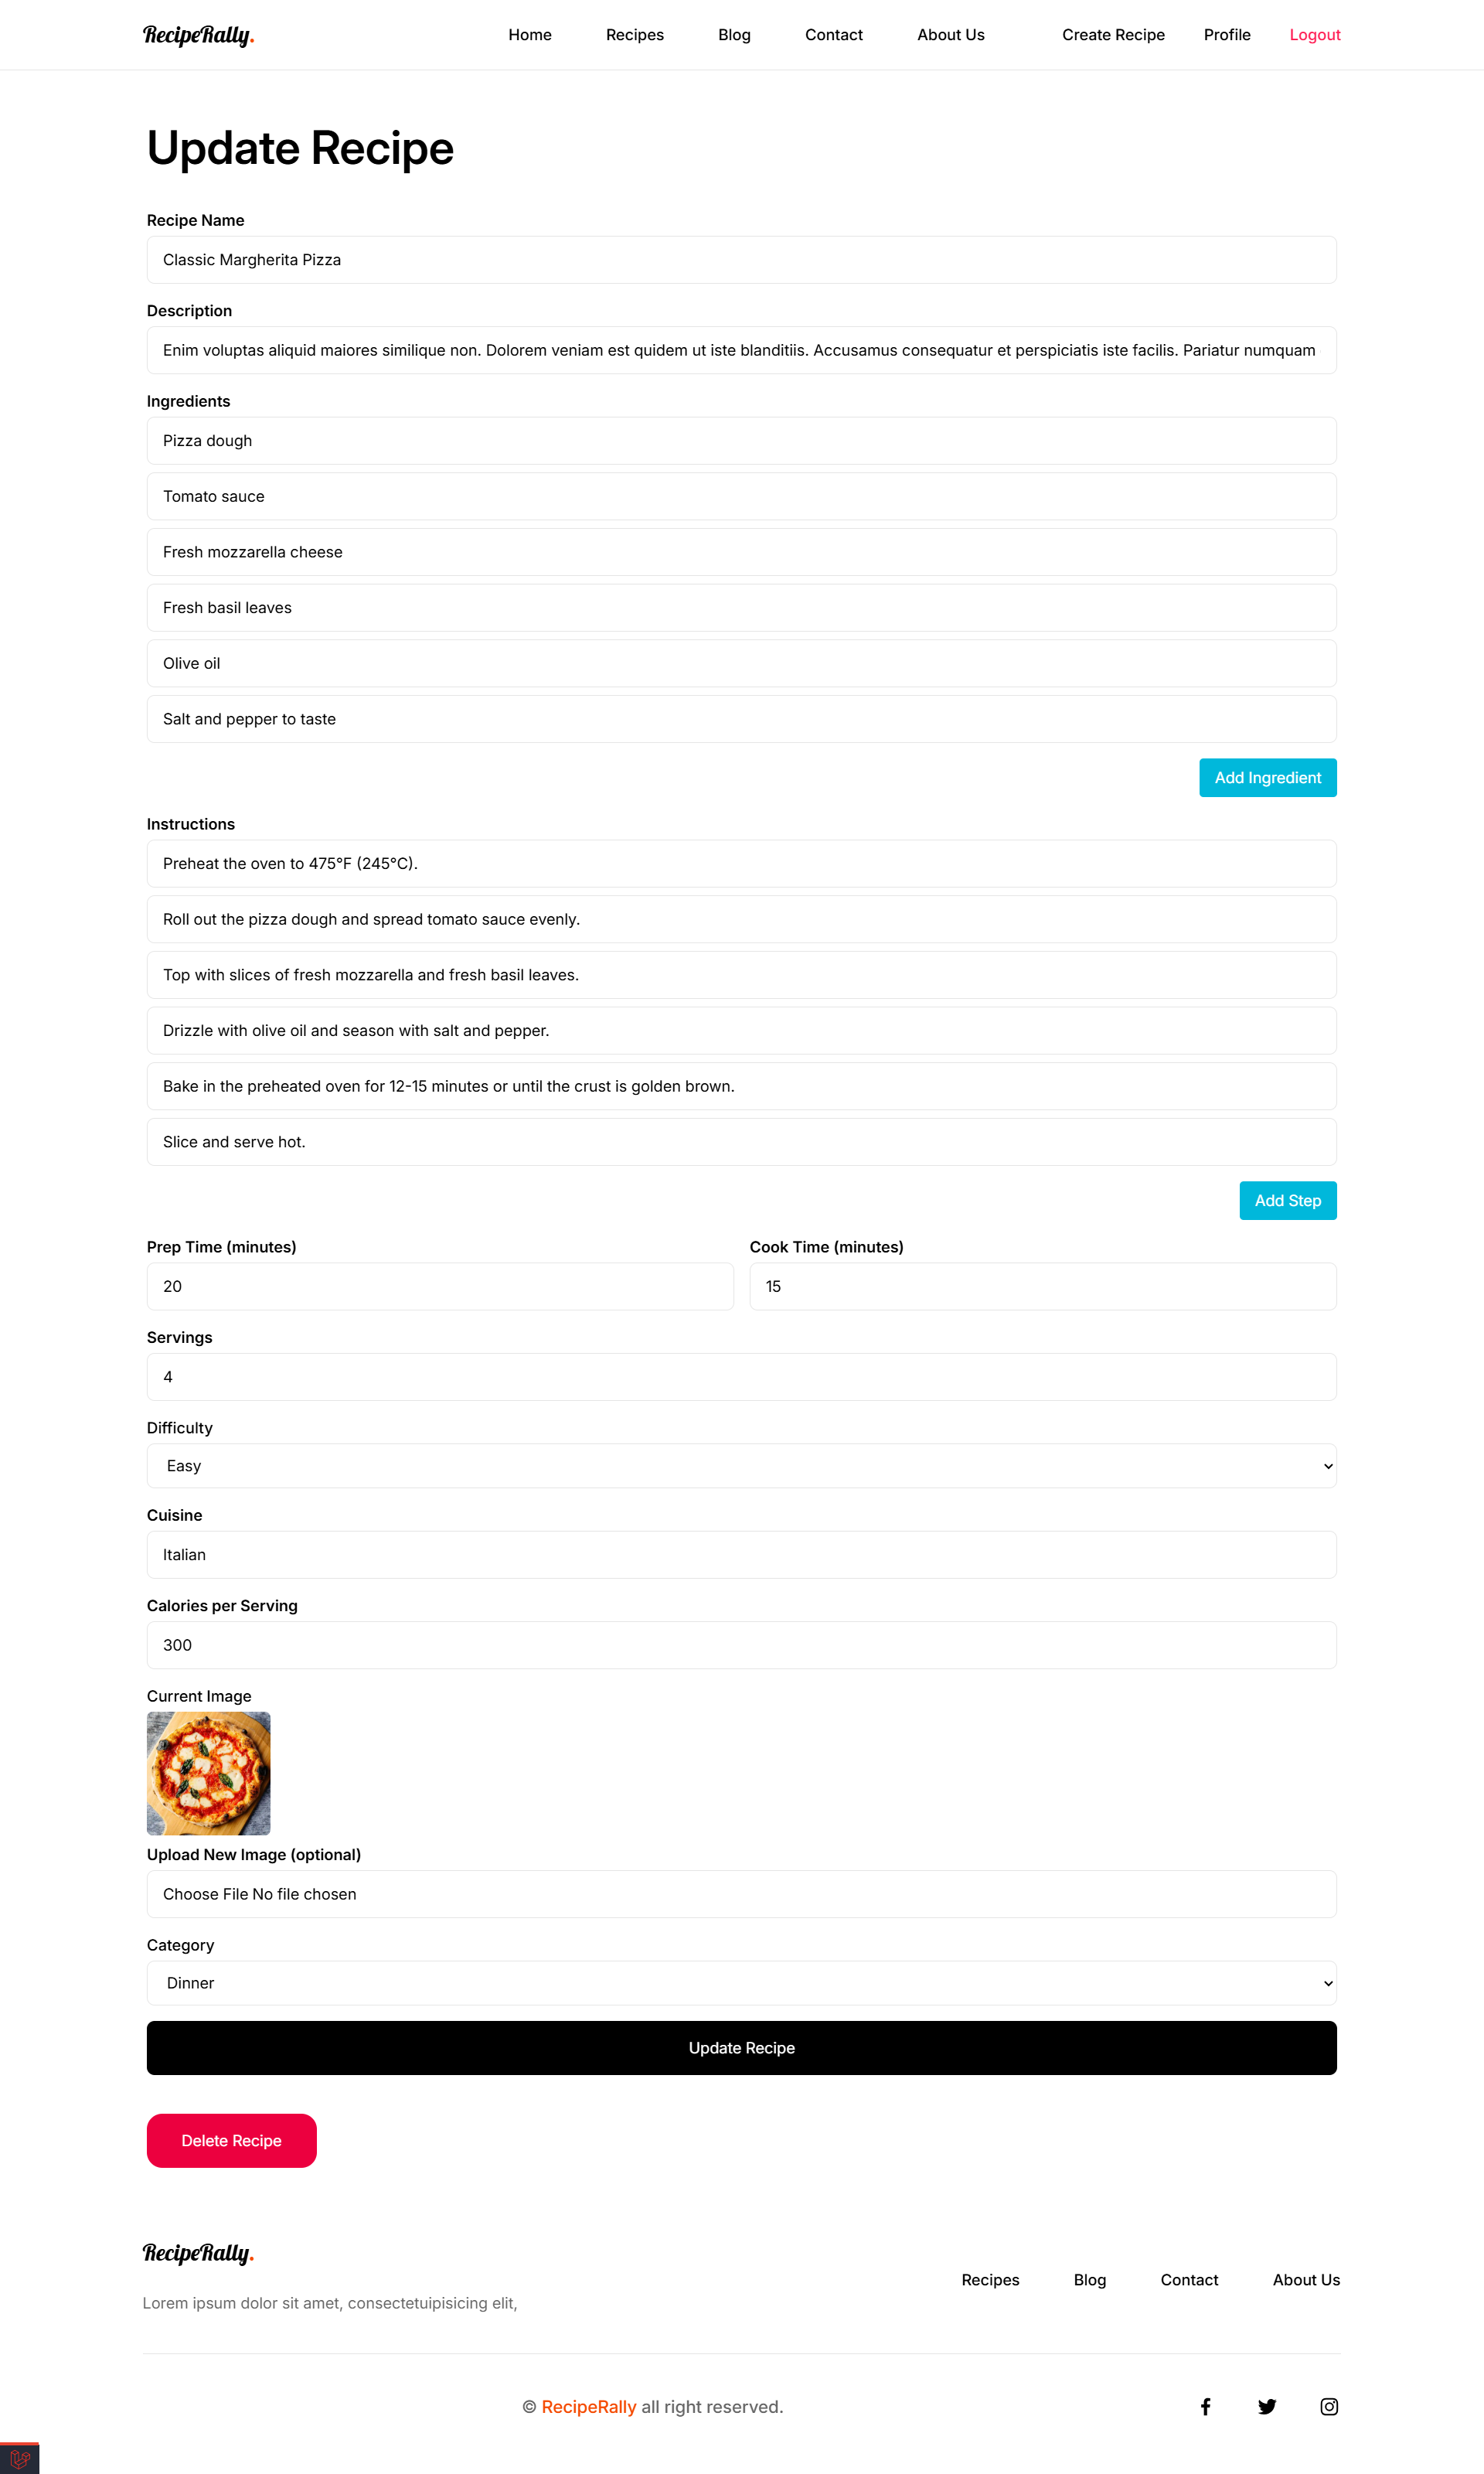 RecipeRally.
Home Recipes Blog Contact About Us Create Recipe Profile Logout
Update Recipe
Recipe Name
Classic Margherita Pizza
Description
Enim voluptas aliquid maiores similique non. Dolorem veniam est quidem ut iste blanditiis. Accusamus consequatur et perspiciatis iste facilis. Pariatur numquam
Ingredients
Pizza dough
Tomato sauce
Fresh mozzarella cheese
Fresh basil leaves
Olive oil
Salt and pepper to taste
Add Ingredient
Instructions
Preheat the oven to 475°F (245°C).
Roll out the pizza dough and spread tomato sauce evenly.
Top with slices of fresh mozzarella and fresh basil leaves.
Drizzle with olive oil and season with salt and pepper.
Bake in the preheated oven for 12-15 minutes or until the crust is golden brown.
Slice and serve hot.
Add Step
Prep Time (minutes) Cook Time (minutes)
20 15
Servings
4
Difficulty
Easy
Cuisine
Italian
Calories per Serving
300
Current Image
Upload New Image (optional)
Choose File No file chosen
Category
Dinner
Update Recipe
Delete Recipe
RecipeRally.
Recipes Blog Contact About Us
Lorem ipsum dolor sit amet, consectetuipisicing elit,
© RecipeRally all right reserved.